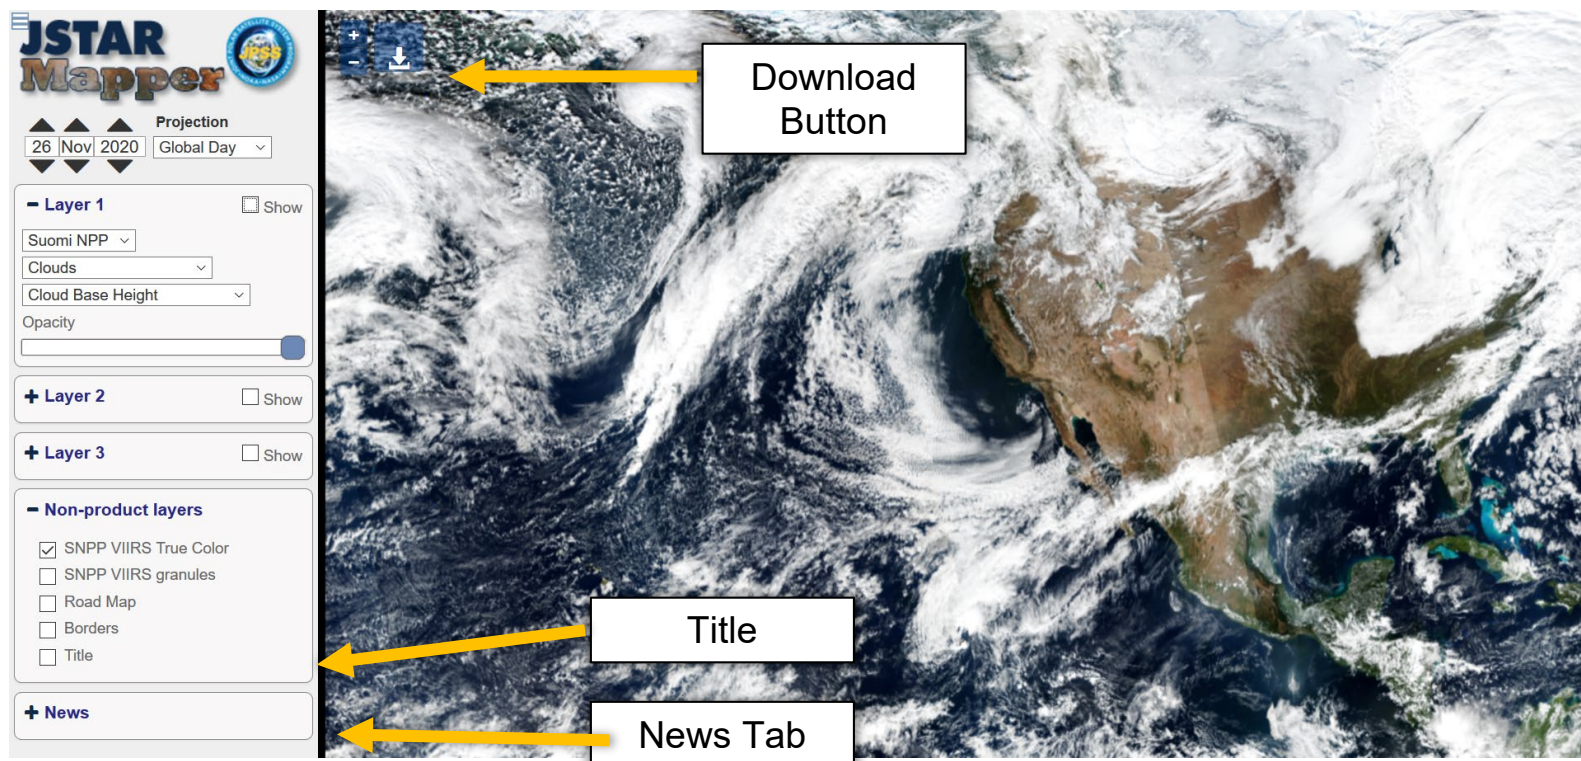 JSTAR
Mapper
JPSS
Projection
26 Nov 2020 Global Day
Layer 1 Show
Suomi NPP
Clouds
Cloud Base Height
Opacity
+ Layer 2 Show
+ Layer 3 Show
Non-product layers
SNPP VIIRS True Color
SNPP VIIRS granules
Road Map
Borders
Title
+ News
+
−
Download
Button
Title
News Tab